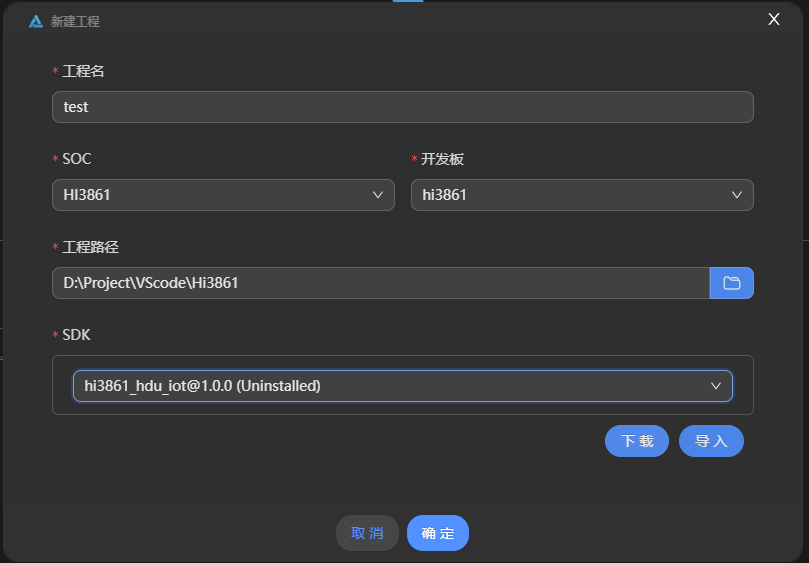 新建工程
* 工程名
test
* SOC
* 开发板
HI3861
hi3861
* 工程路径
D:\Project\VScode\Hi3861
* SDK
hi3861_hdu_iot@1.0.0 (Uninstalled)
下载
导入
取消
确定